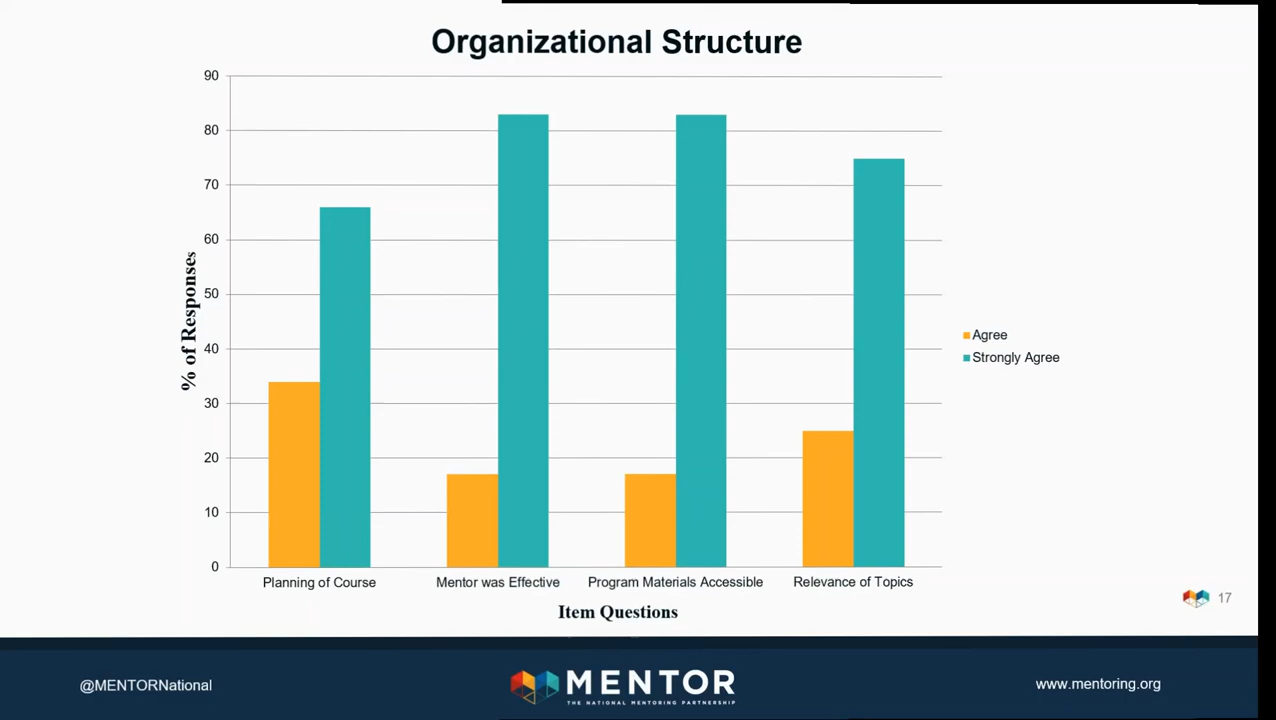 Organizational Structure
90
80
70
60
50
40
30
20
10
0
% of Responses
Agree
Strongly Agree
Planning of Course
Mentor was Effective
Program Materials Accessible
Relevance of Topics
Item Questions
17
@MENTORNational
MENTOR
THE NATIONAL MENTORING PARTNERSHIP
www.mentoring.org